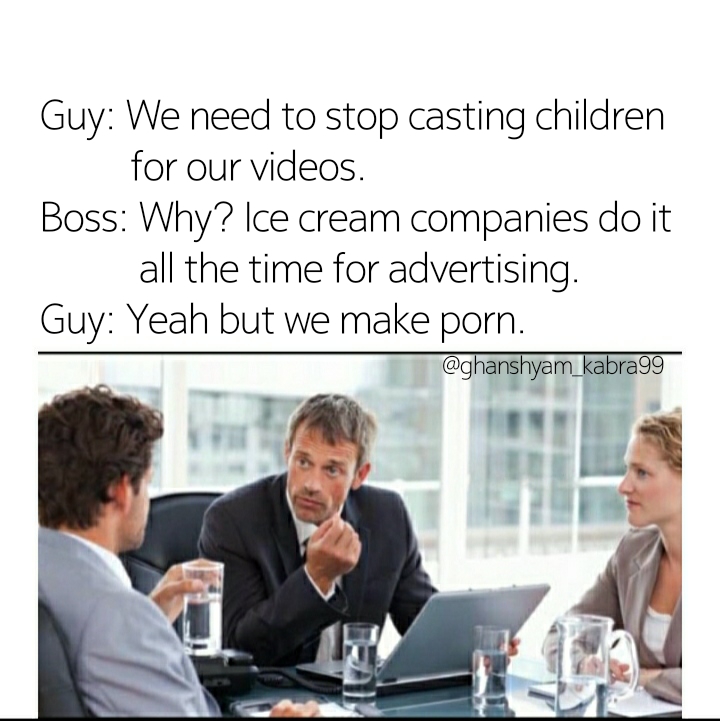 Guy: We need to stop casting children
for our videos.
Boss: Why? Ice cream companies do it
all the time for advertising.
Guy: Yeah but we make porn.
@ghanshyam_kabra99